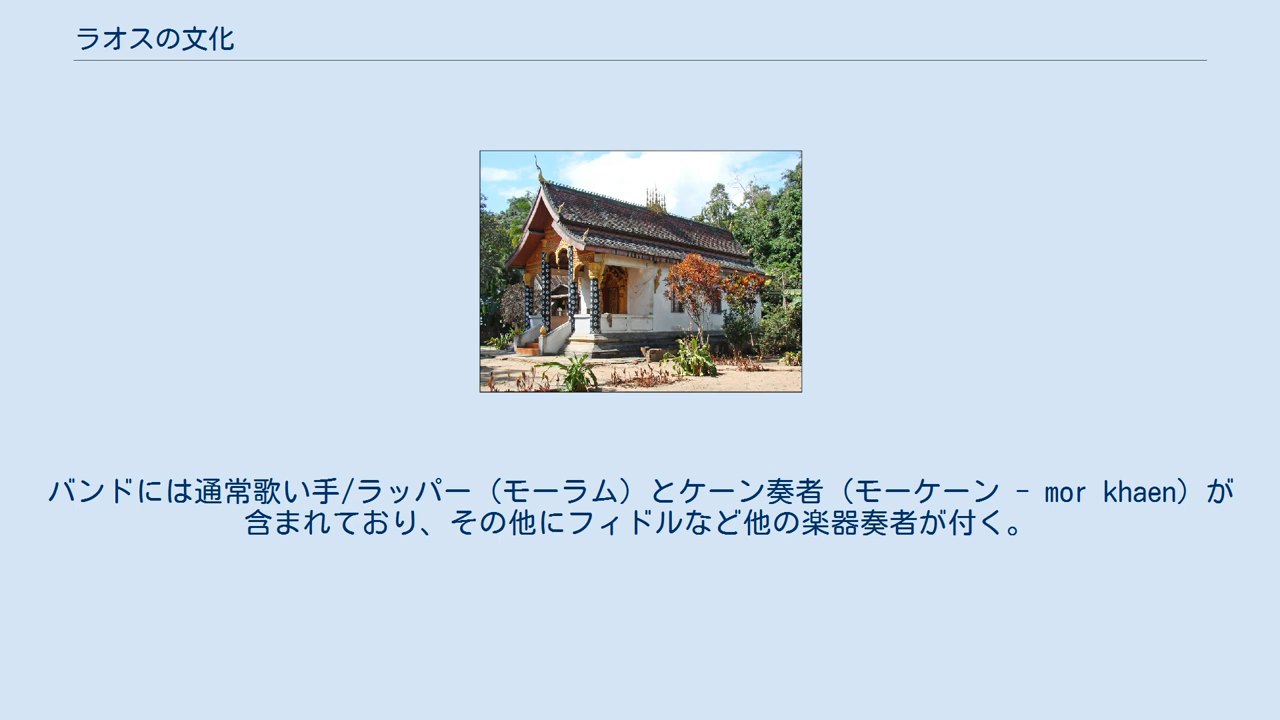 ラオスの文化
バンドには通常歌い手/ラッパー（モーラム）とケーン奏者（モーケーン - mor khaen）が
含まれており、その他にフィドルなど他の楽器奏者が付く。